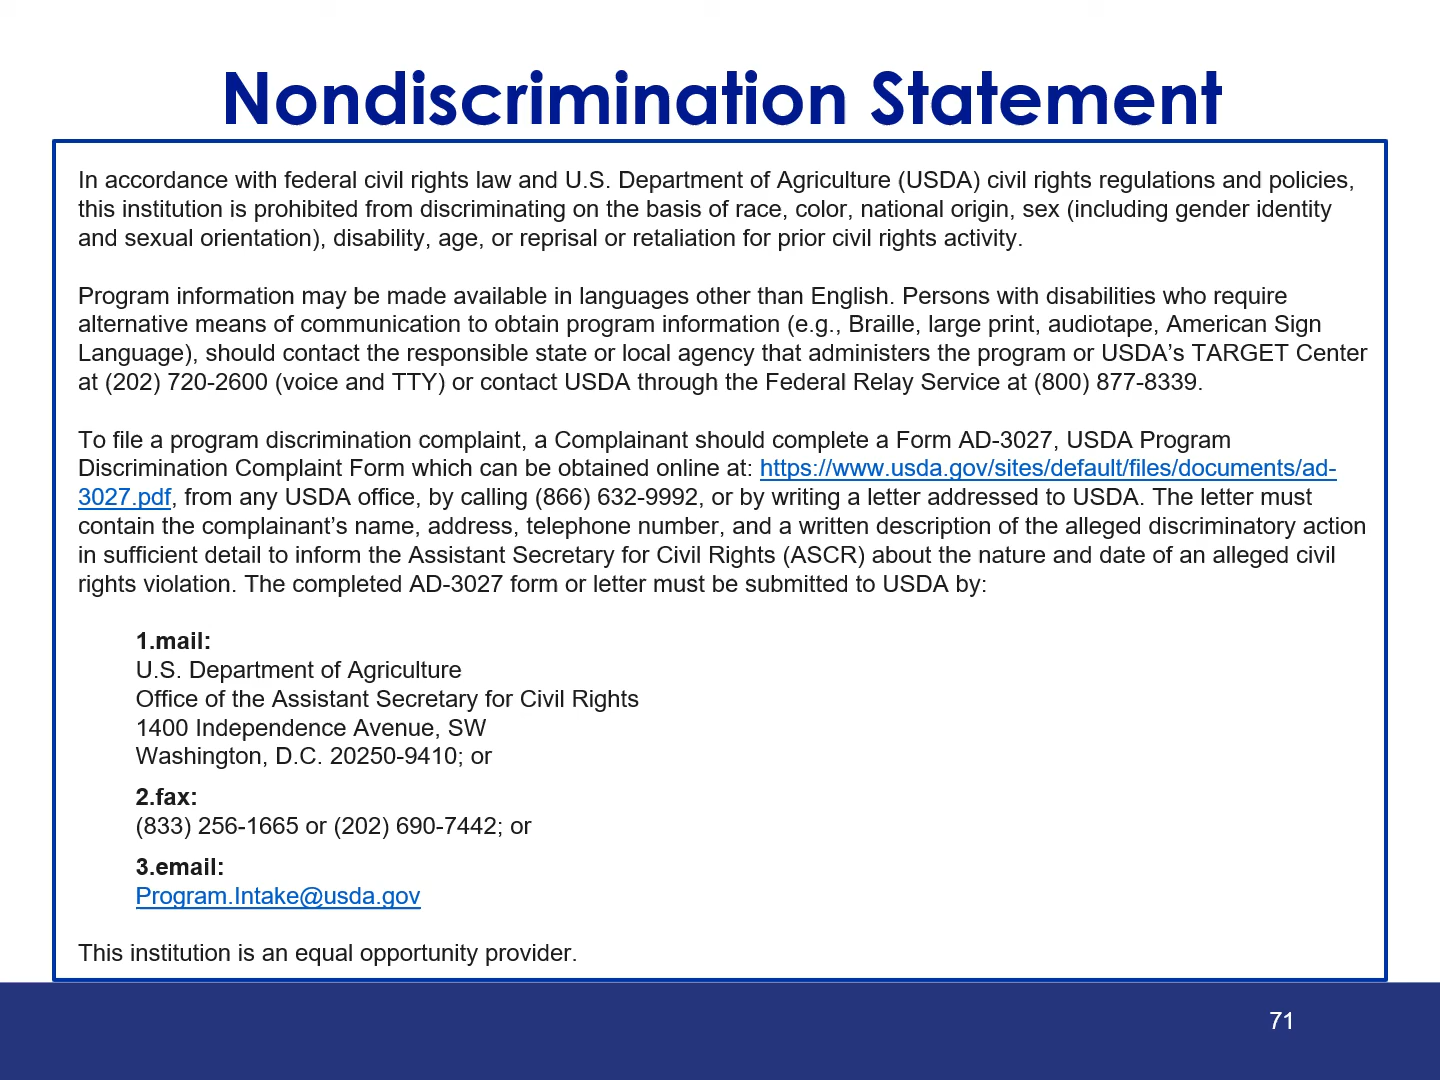 Nondiscrimination Statement
In accordance with federal civil rights law and U.S. Department of Agriculture (USDA) civil rights regulations and policies,
this institution is prohibited from discriminating on the basis of race, color, national origin, sex (including gender identity
and sexual orientation), disability, age, or reprisal or retaliation for prior civil rights activity.
Program information may be made available in languages other than English. Persons with disabilities who require
alternative means of communication to obtain program information (e.g., Braille, large print, audiotape, American Sign
Language), should contact the responsible state or local agency that administers the program or USDA’s TARGET Center
at (202) 720-2600 (voice and TTY) or contact USDA through the Federal Relay Service at (800) 877-8339.
To file a program discrimination complaint, a Complainant should complete a Form AD-3027, USDA Program
Discrimination Complaint Form which can be obtained online at: https://www.usda.gov/sites/default/files/documents/ad-
3027.pdf, from any USDA office, by calling (866) 632-9992, or by writing a letter addressed to USDA. The letter must
contain the complainant’s name, address, telephone number, and a written description of the alleged discriminatory action
in sufficient detail to inform the Assistant Secretary for Civil Rights (ASCR) about the nature and date of an alleged civil
rights violation. The completed AD-3027 form or letter must be submitted to USDA by:
1.mail:
U.S. Department of Agriculture
Office of the Assistant Secretary for Civil Rights
1400 Independence Avenue, SW
Washington, D.C. 20250-9410; or
2.fax:
(833) 256-1665 or (202) 690-7442; or
3.email:
Program.Intake@usda.gov
This institution is an equal opportunity provider.
71